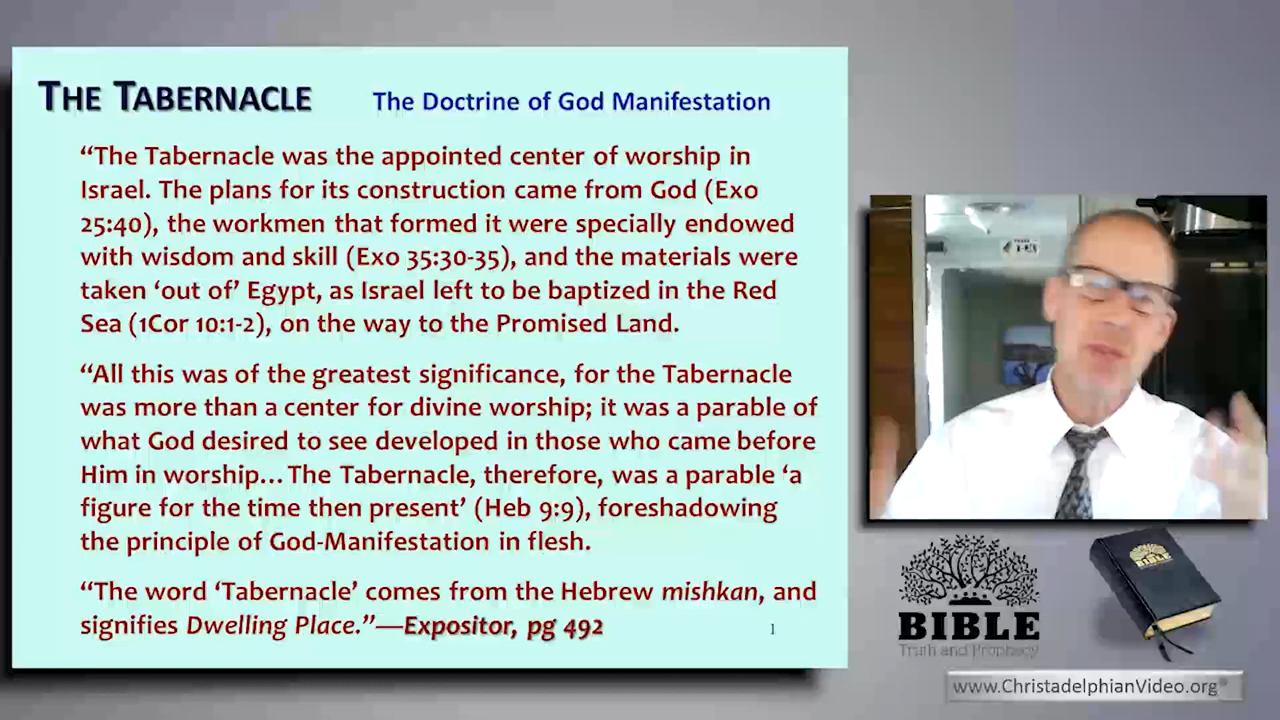 THE TABERNACLE
The Doctrine of God Manifestation
“The Tabernacle was the appointed center of worship in
Israel. The plans for its construction came from God (Exo
25:40), the workmen that formed it were specially endowed
with wisdom and skill (Exo 35:30-35), and the materials were
taken ‘out of’ Egypt, as Israel left to be baptized in the Red
Sea (1Cor 10:1-2), on the way to the Promised Land.
“All this was of the greatest significance, for the Tabernacle
was more than a center for divine worship; it was a parable of
what God desired to see developed in those who came before
Him in worship…The Tabernacle, therefore, was a parable ‘a
figure for the time then present’ (Heb 9:9), foreshadowing
the principle of God-Manifestation in flesh.
“The word ‘Tabernacle’ comes from the Hebrew mishkan, and
signifies Dwelling Place.”—Expositor, pg 492
1
BIBLE
Truth and Prophecy
BIBLE
www.ChristadelphianVideo.org